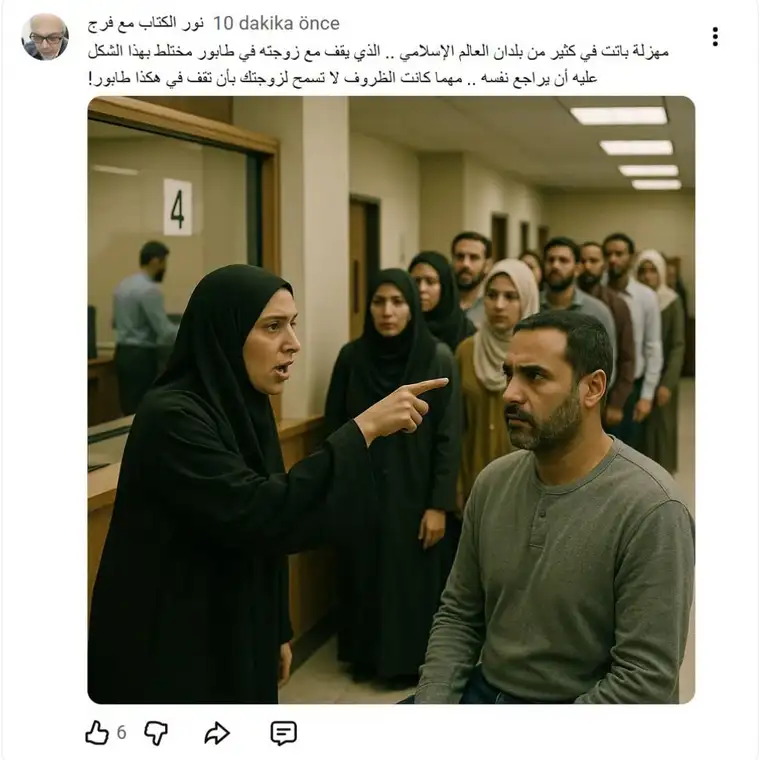 نور الكتاب مع فرج 10 dakika önce
مهزلة باتت في كثير من بلدان العالم الإسلامي .. الذي يقف مع زوجته في طابور مختلط بهذا الشكل
عليه أن يراجع نفسه .. مهما كانت الظروف لا تسمح لزوجتك بأن تقف في هكذا طابور!
4
6